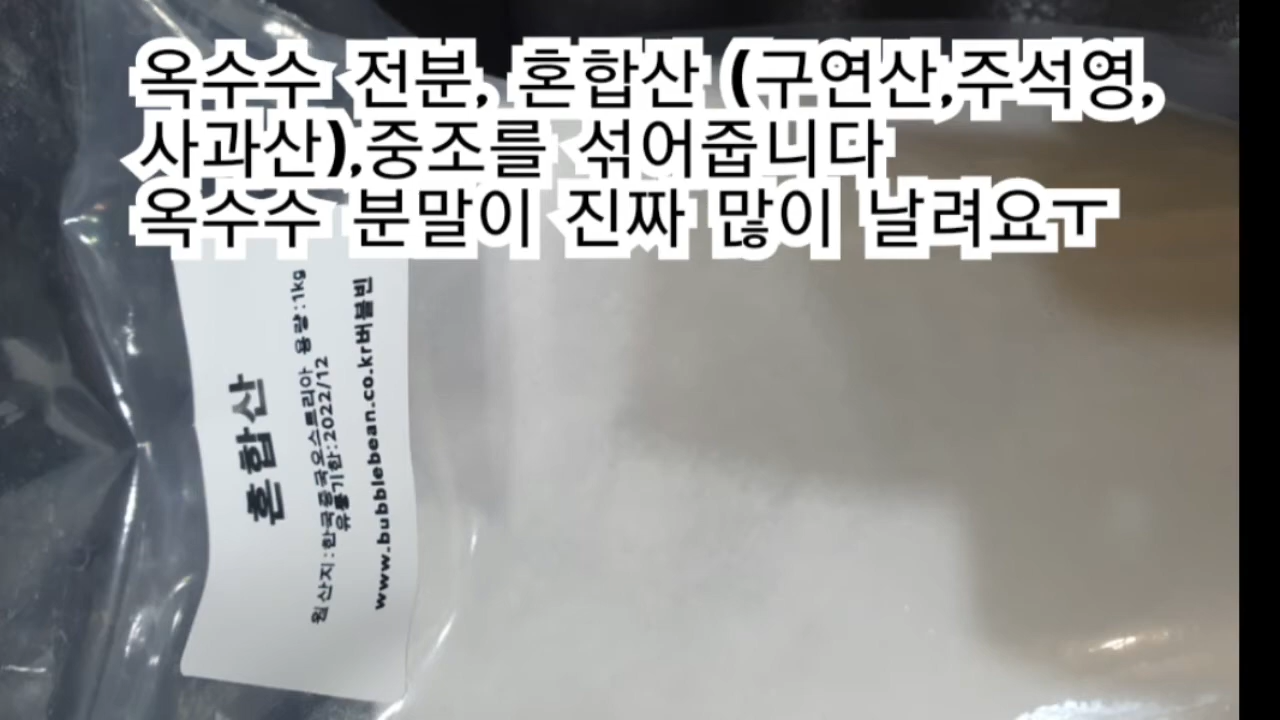 옥수수 전분, 혼합산 (구연산,주석영,
사과산),중조를 섞어줍니다
옥수수 분말이 진짜 많이 날려요ㅜ
혼합산
원산지:한국중국오스트리아 용량:1kg
유통기한:2022/12
www.bubblebean.co.kr버블빈